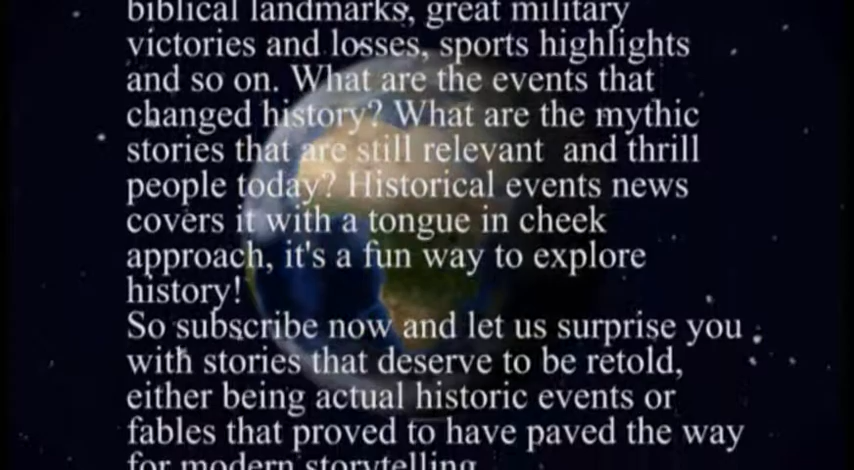 biblical landmarks, great military
victories and losses, sports highlights
and so on. What are the events that
changed history? What are the mythic
stories that are still relevant  and thrill
people today? Historical events news
covers it with a tongue in cheek
approach, it's a fun way to explore
history!
So subscribe now and let us surprise you
with stories that deserve to be retold,
either being actual historic events or
fables that proved to have paved the way
for modern storytelling